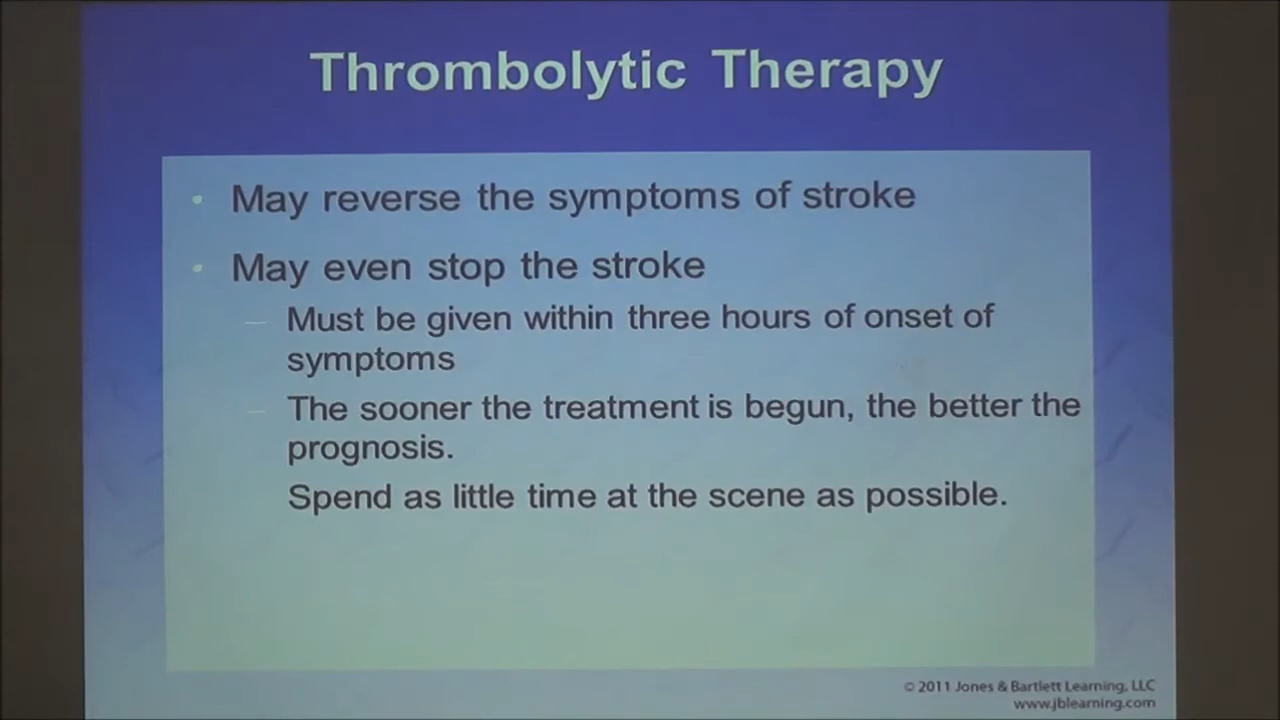 Thrombolytic Therapy
• May reverse the symptoms of stroke
• May even stop the stroke
– Must be given within three hours of onset of
symptoms
– The sooner the treatment is begun, the better the
prognosis.
Spend as little time at the scene as possible.
© 2011 Jones & Bartlett Learning, LLC
www.jblearning.com